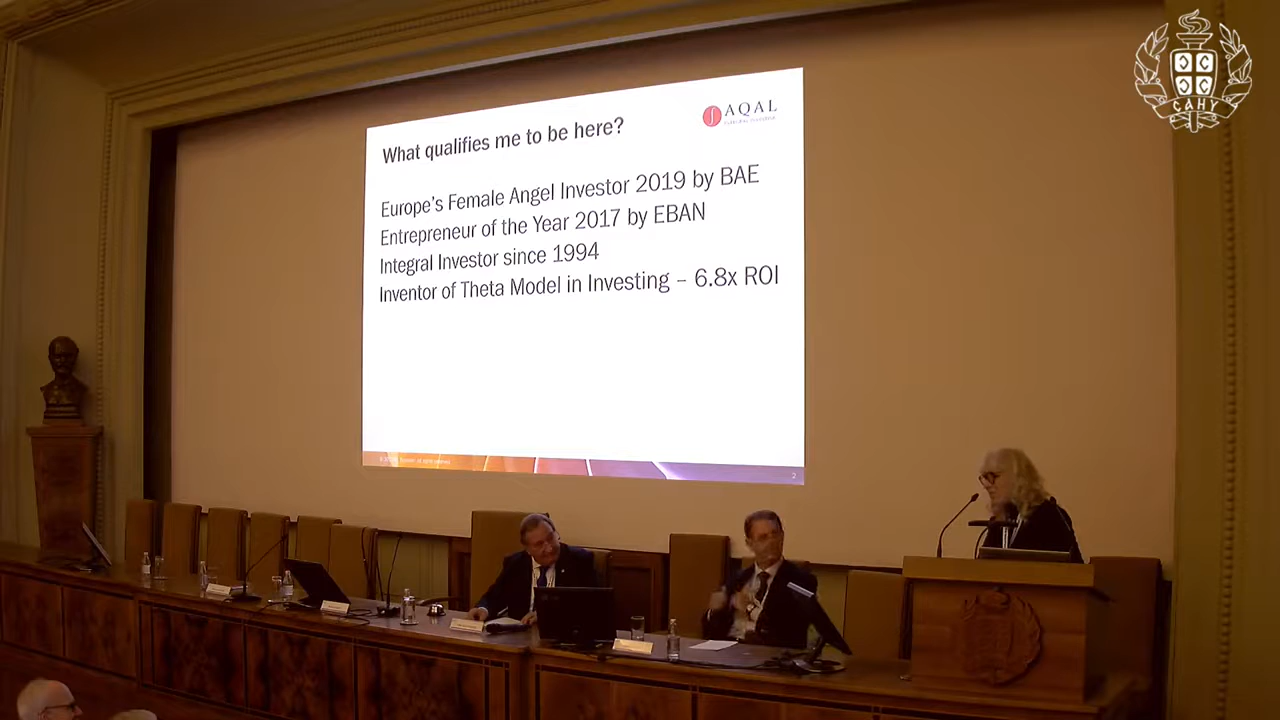 What qualifies me to be here?
AQAL
Europe's Female Angel Investor 2019 by BAE
Entrepreneur of the Year 2017 by EBAN
Integral Investor since 1994
Inventor of Theta Model in Investing – 6.8x ROI
2
САНУ